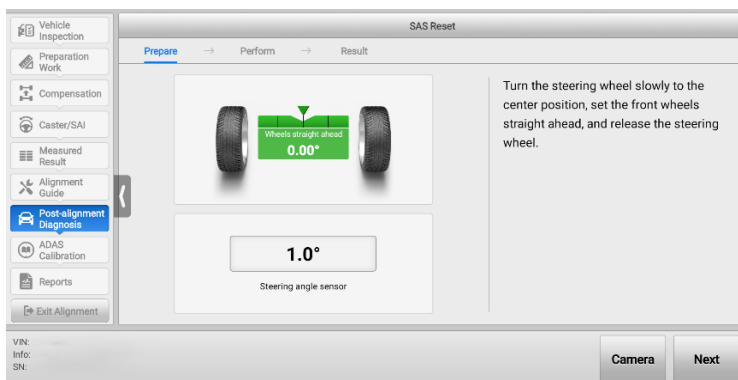 SAS Reset
Vehicle
Inspection
Preparation
Work
Compensation
Caster/SAI
Measured
Result
Alignment
Guide
Post-alignment
Diagnosis
ADAS
Calibration
Reports
Exit Alignment
Prepare → Perform → Result
Wheels straight ahead
0.00°
1.0°
Steering angle sensor
Turn the steering wheel slowly to the
center position, set the front wheels
straight ahead, and release the steering
wheel.
VIN:
Info:
SN:
Camera
Next